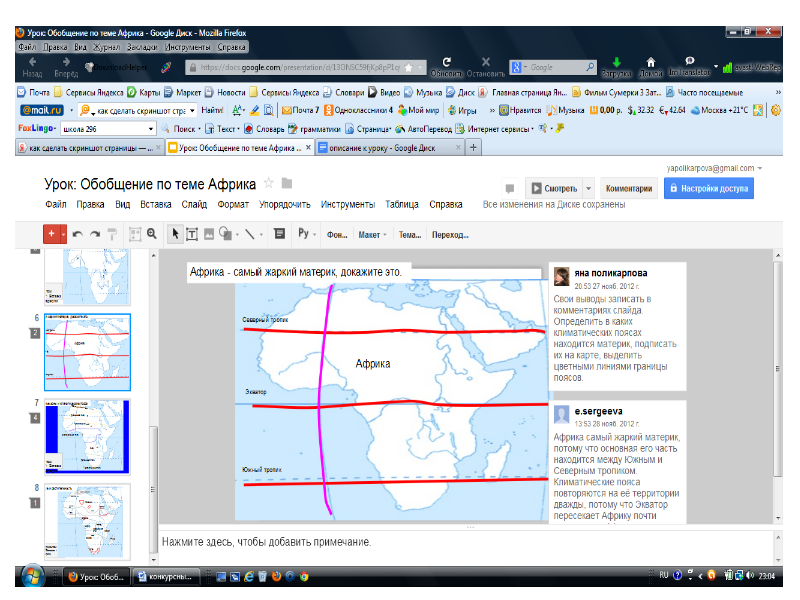 Урок: Обобщение по теме Африка - Google Диск - Mozilla Firefox
Файл Правка Вид Журнал Закладки Инструменты Справка
https://docs.google.com/presentation/d/13ONSC59FjKp8pP1q
Google
Назад Вперёд DownloadHelper Обновить Остановить Загрузки Домой ImTranslator
Почта Сервисы Яндекса Карты Маркет Новости Сервисы Яндекса Словари Видео Музыка Диск Главная страница Ян... Фильм Сумерки 3 Зат... Часто посещаемые
@mail.ru как сделать скриншот стра Найти! Почта 7 Одноклассники 4 Мой мир Игры Нравится Музыка 0,00 р. $ 32.32 € 42.64 Москва +21°C
FoxLingo школа 296 Поиск Текст Словарь грамматики Страница АвтоПеревод Интернет сервисы
как сделать скриншот страницы — ... Урок: Обобщение по теме Африка ... описание к уроку - Google Диск
yapolikarpova@gmail.com
Урок: Обобщение по теме Африка
Смотреть Комментарии Настройки доступа
Файл Правка Вид Вставка Слайд Формат Упорядочить Инструменты Таблица Справка Все изменения на Диске сохранены
Ру Фон... Макет Тема... Переход...
6
2
7
4
8
1
Африка - самый жаркий материк, докажите это.
Северный тропик
Африка
Экватор
Южный тропик
яна поликарпова
20:53 27 нояб. 2012 г.
Свои выводы записать в
комментариях слайда.
Определить в каких
климатических поясах
находится материк, подписать
их на карте, выделить
цветными линиями границы
поясов.
e.sergeeva
13:53 28 нояб. 2012 г.
Африка самый жаркий материк,
потому что основная его часть
находится между Южным и
Северным тропиком.
Климатические пояса
повторяются на её территории
дважды, потому что Экватор
пересекает Африку почти
Нажмите здесь, чтобы добавить примечание.
Урок: Обоб... конкурсны...
RU 23:04